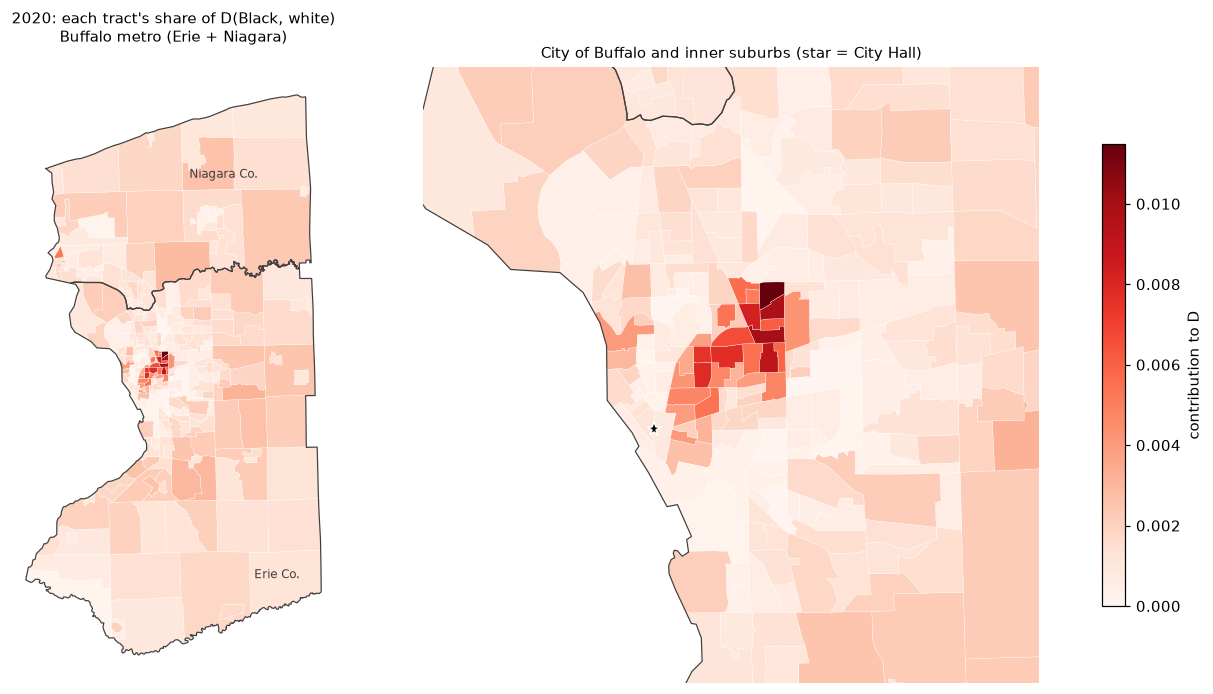 2020: each tract's share of D(Black, white)
Buffalo metro (Erie + Niagara)
City of Buffalo and inner suburbs (star = City Hall)
Niagara Co.
Erie Co.
0.010
0.008
0.006
0.004
0.002
0.000
contribution to D